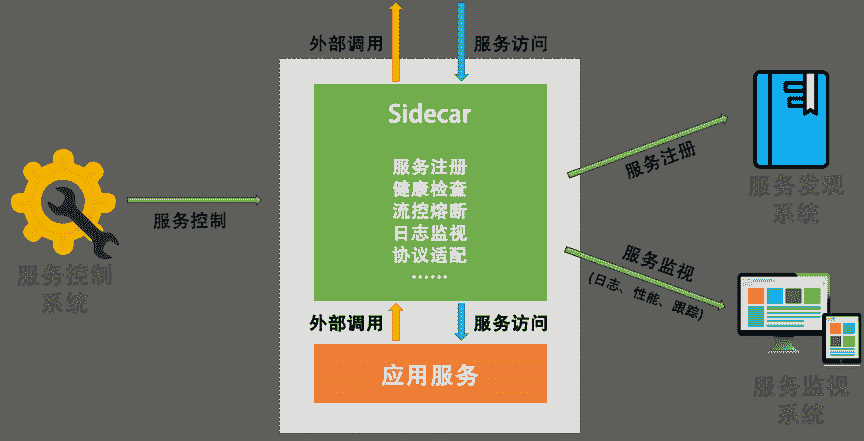 外部调用
服务访问
Sidecar
服务注册
健康检查
流控熔断
日志监视
协议适配
······
服务控制
服务控制
系统
服务注册
服务发现
系统
服务监视
(日志、性能、跟踪)
服务监视
系统
外部调用
服务访问
应用服务